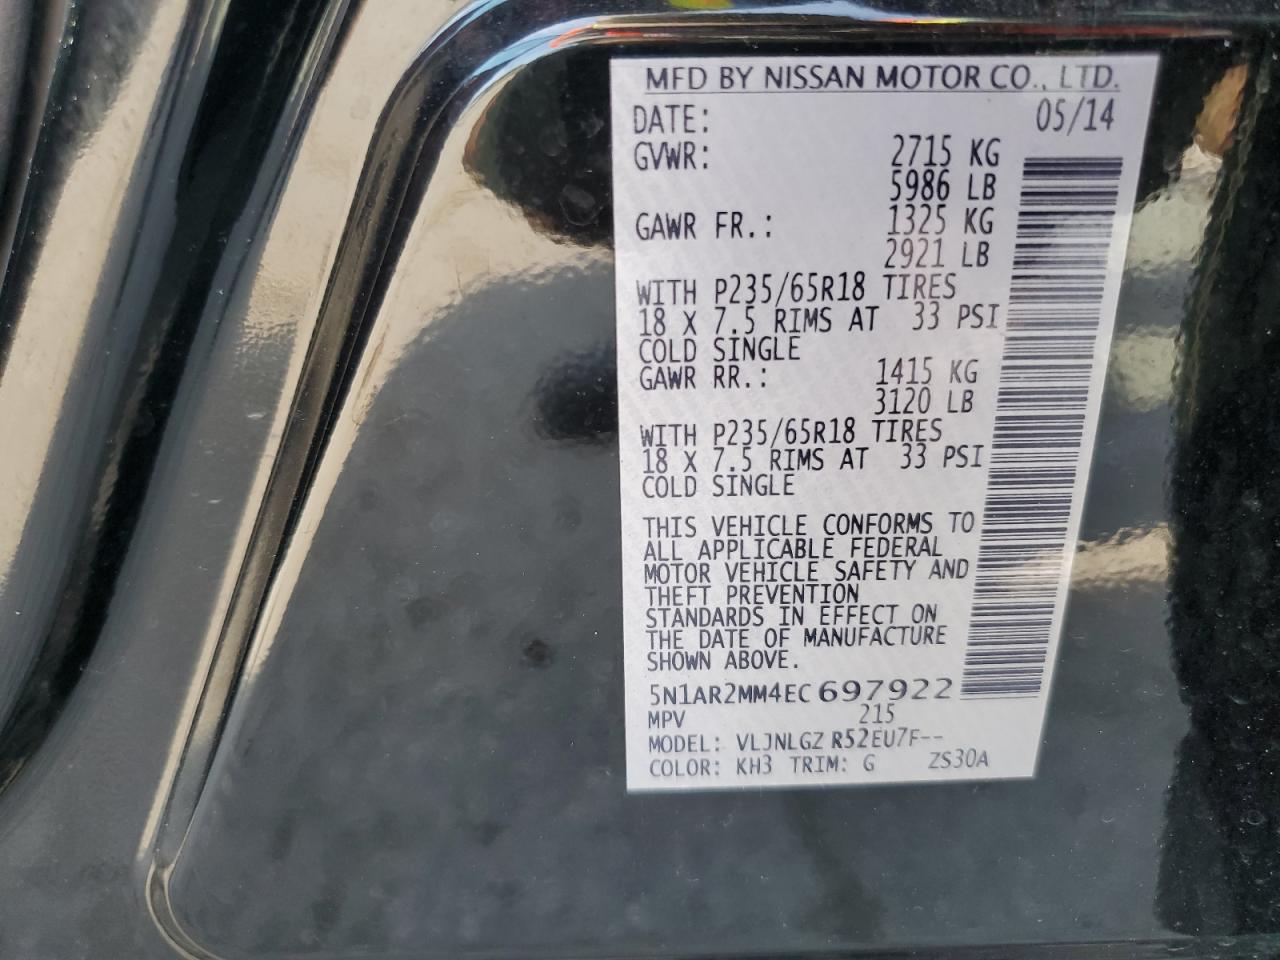 MFD BY NISSAN MOTOR CO., LTD.
DATE: 05/14
GVWR: 2715 KG
5986 LB
GAWR FR.: 1325 KG
2921 LB
WITH P235/65R18 TIRES
18 X 7.5 RIMS AT 33 PSI
COLD SINGLE
GAWR RR.: 1415 KG
3120 LB
WITH P235/65R18 TIRES
18 X 7.5 RIMS AT 33 PSI
COLD SINGLE
THIS VEHICLE CONFORMS TO
ALL APPLICABLE FEDERAL
MOTOR VEHICLE SAFETY AND
THEFT PREVENTION
STANDARDS IN EFFECT ON
THE DATE OF MANUFACTURE
SHOWN ABOVE.
5N1AR2MM4EC697922
MPV 215
MODEL: VLJNLGZ R52EU7F--
COLOR: KH3 TRIM: G ZS30A